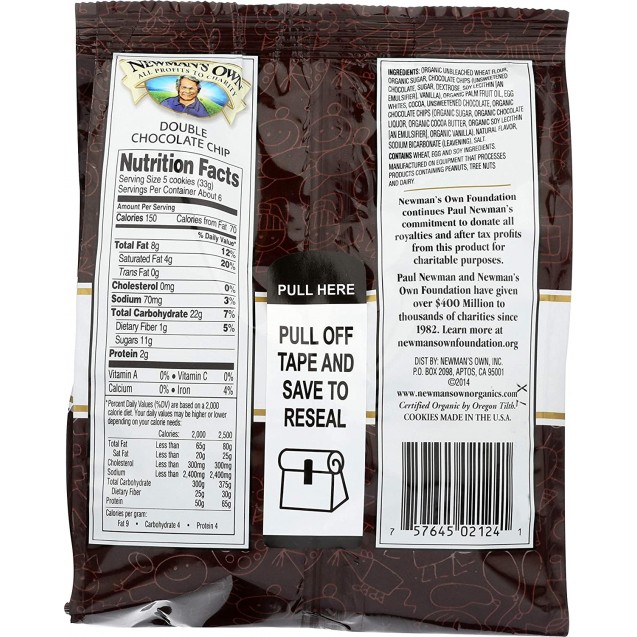 NEWMAN'S OWN
ALL PROFITS TO CHARITY
DOUBLE
CHOCOLATE CHIP
Nutrition Facts
Serving Size 5 cookies (33g)
Servings Per Container About 6
Amount Per Serving
Calories 150 Calories from Fat 70
% Daily Value*
Total Fat 8g 12%
Saturated Fat 4g 20%
Trans Fat 0g
Cholesterol 0mg 0%
Sodium 70mg 3%
Total Carbohydrate 22g 7%
Dietary Fiber 1g 5%
Sugars 11g
Protein 2g
Vitamin A 0% • Vitamin C 0%
Calcium 0% • Iron 4%
*Percent Daily Values (%DV) are based on a 2,000
calorie diet. Your daily values may be higher or lower
depending on your calorie needs:
Calories: 2,000 2,500
Total Fat Less than 65g 80g
Sat Fat Less than 20g 25g
Cholesterol Less than 300mg 300mg
Sodium Less than 2,400mg 2,400mg
Total Carbohydrate 300g 375g
Dietary Fiber 25g 30g
Protein 50g 65g
Calories per gram:
Fat 9 • Carbohydrate 4 • Protein 4
PULL HERE
PULL OFF
TAPE AND
SAVE TO
RESEAL
INGREDIENTS: ORGANIC UNBLEACHED WHEAT FLOUR,
ORGANIC SUGAR, CHOCOLATE CHIPS (UNSWEETENED
CHOCOLATE, SUGAR, DEXTROSE, SOY LECITHIN [AN
EMULSIFIER], VANILLA), ORGANIC PALM FRUIT OIL, EGG
WHITES, COCOA, UNSWEETENED CHOCOLATE, ORGANIC
CHOCOLATE CHIPS (ORGANIC SUGAR, ORGANIC CHOCOLATE
LIQUOR, ORGANIC COCOA BUTTER, ORGANIC SOY LECITHIN
[AN EMULSIFIER], ORGANIC VANILLA), NATURAL FLAVOR,
SODIUM BICARBONATE (LEAVENING), SALT.
CONTAINS WHEAT, EGG AND SOY INGREDIENTS.
MANUFACTURED ON EQUIPMENT THAT PROCESSES
PRODUCTS CONTAINING PEANUTS, TREE NUTS
AND DAIRY.
Newman's Own Foundation
continues Paul Newman's
commitment to donate all
royalties and after tax profits
from this product for
charitable purposes.
Paul Newman and Newman's
Own Foundation have given
over $400 Million to
thousands of charities since
1982. Learn more at
newmansownfoundation.org
DIST BY: NEWMAN'S OWN, INC.
P.O. BOX 2098, APTOS, CA 95001
©2014
www.newmansownorganics.com
Certified Organic by Oregon Tilth.
COOKIES MADE IN THE U.S.A.
7 X
7 57645 02124 1